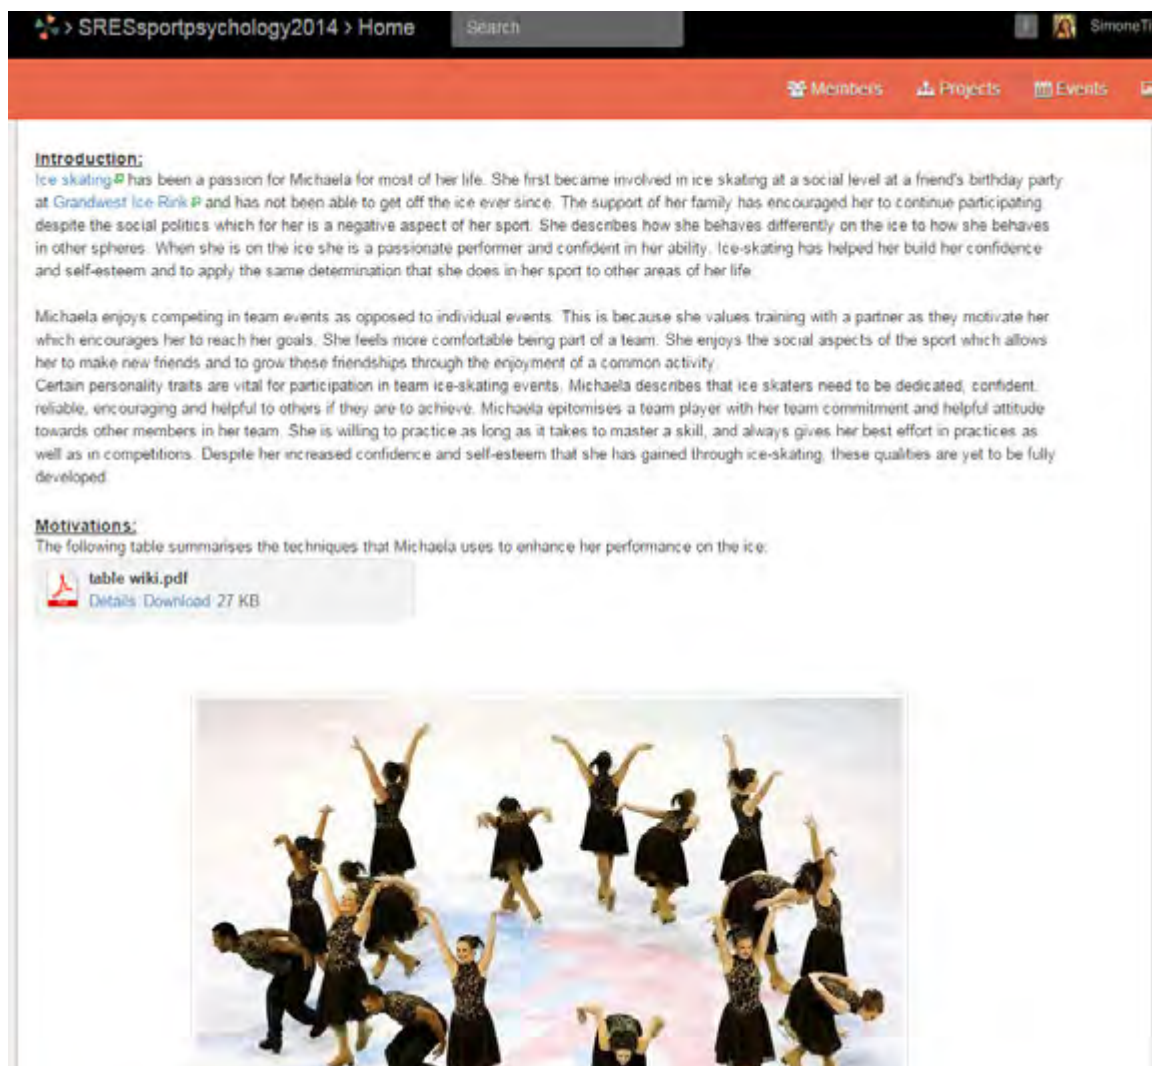 > SRESsportpsychology2014 > Home
Search
SimoneTl
Members
Projects
Events
Introduction:
Ice skating has been a passion for Michaela for most of her life. She first became involved in ice skating at a social level at a friend's birthday party
at Grandwest Ice Rink and has not been able to get off the ice ever since. The support of her family has encouraged her to continue participating
despite the social politics which for her is a negative aspect of her sport. She describes how she behaves differently on the ice to how she behaves
in other spheres. When she is on the ice she is a passionate performer and confident in her ability. Ice-skating has helped her build her confidence
and self-esteem and to apply the same determination that she does in her sport to other areas of her life.
Michaela enjoys competing in team events as opposed to individual events. This is because she values training with a partner as they motivate her
which encourages her to reach her goals. She feels more comfortable being part of a team. She enjoys the social aspects of the sport which allows
her to make new friends and to grow these friendships through the enjoyment of a common activity.
Certain personality traits are vital for participation in team ice-skating events. Michaela describes that ice skaters need to be dedicated, confident,
reliable, encouraging and helpful to others if they are to achieve. Michaela epitomises a team player with her team commitment and helpful attitude
towards other members in her team. She is willing to practice as long as it takes to master a skill, and always gives her best effort in practices as
well as in competitions. Despite her increased confidence and self-esteem that she has gained through ice-skating, these qualities are yet to be fully
developed.
Motivations:
The following table summarises the techniques that Michaela uses to enhance her performance on the ice:
table wiki.pdf
Details Download 27 KB